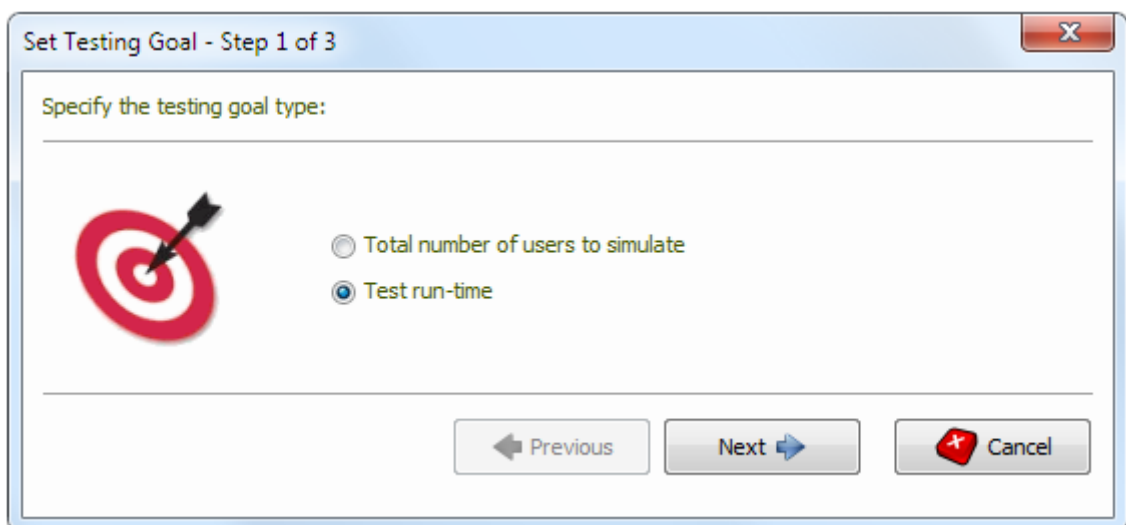 Set Testing Goal - Step 1 of 3
Specify the testing goal type:
Total number of users to simulate
Test run-time
Previous
Next
Cancel